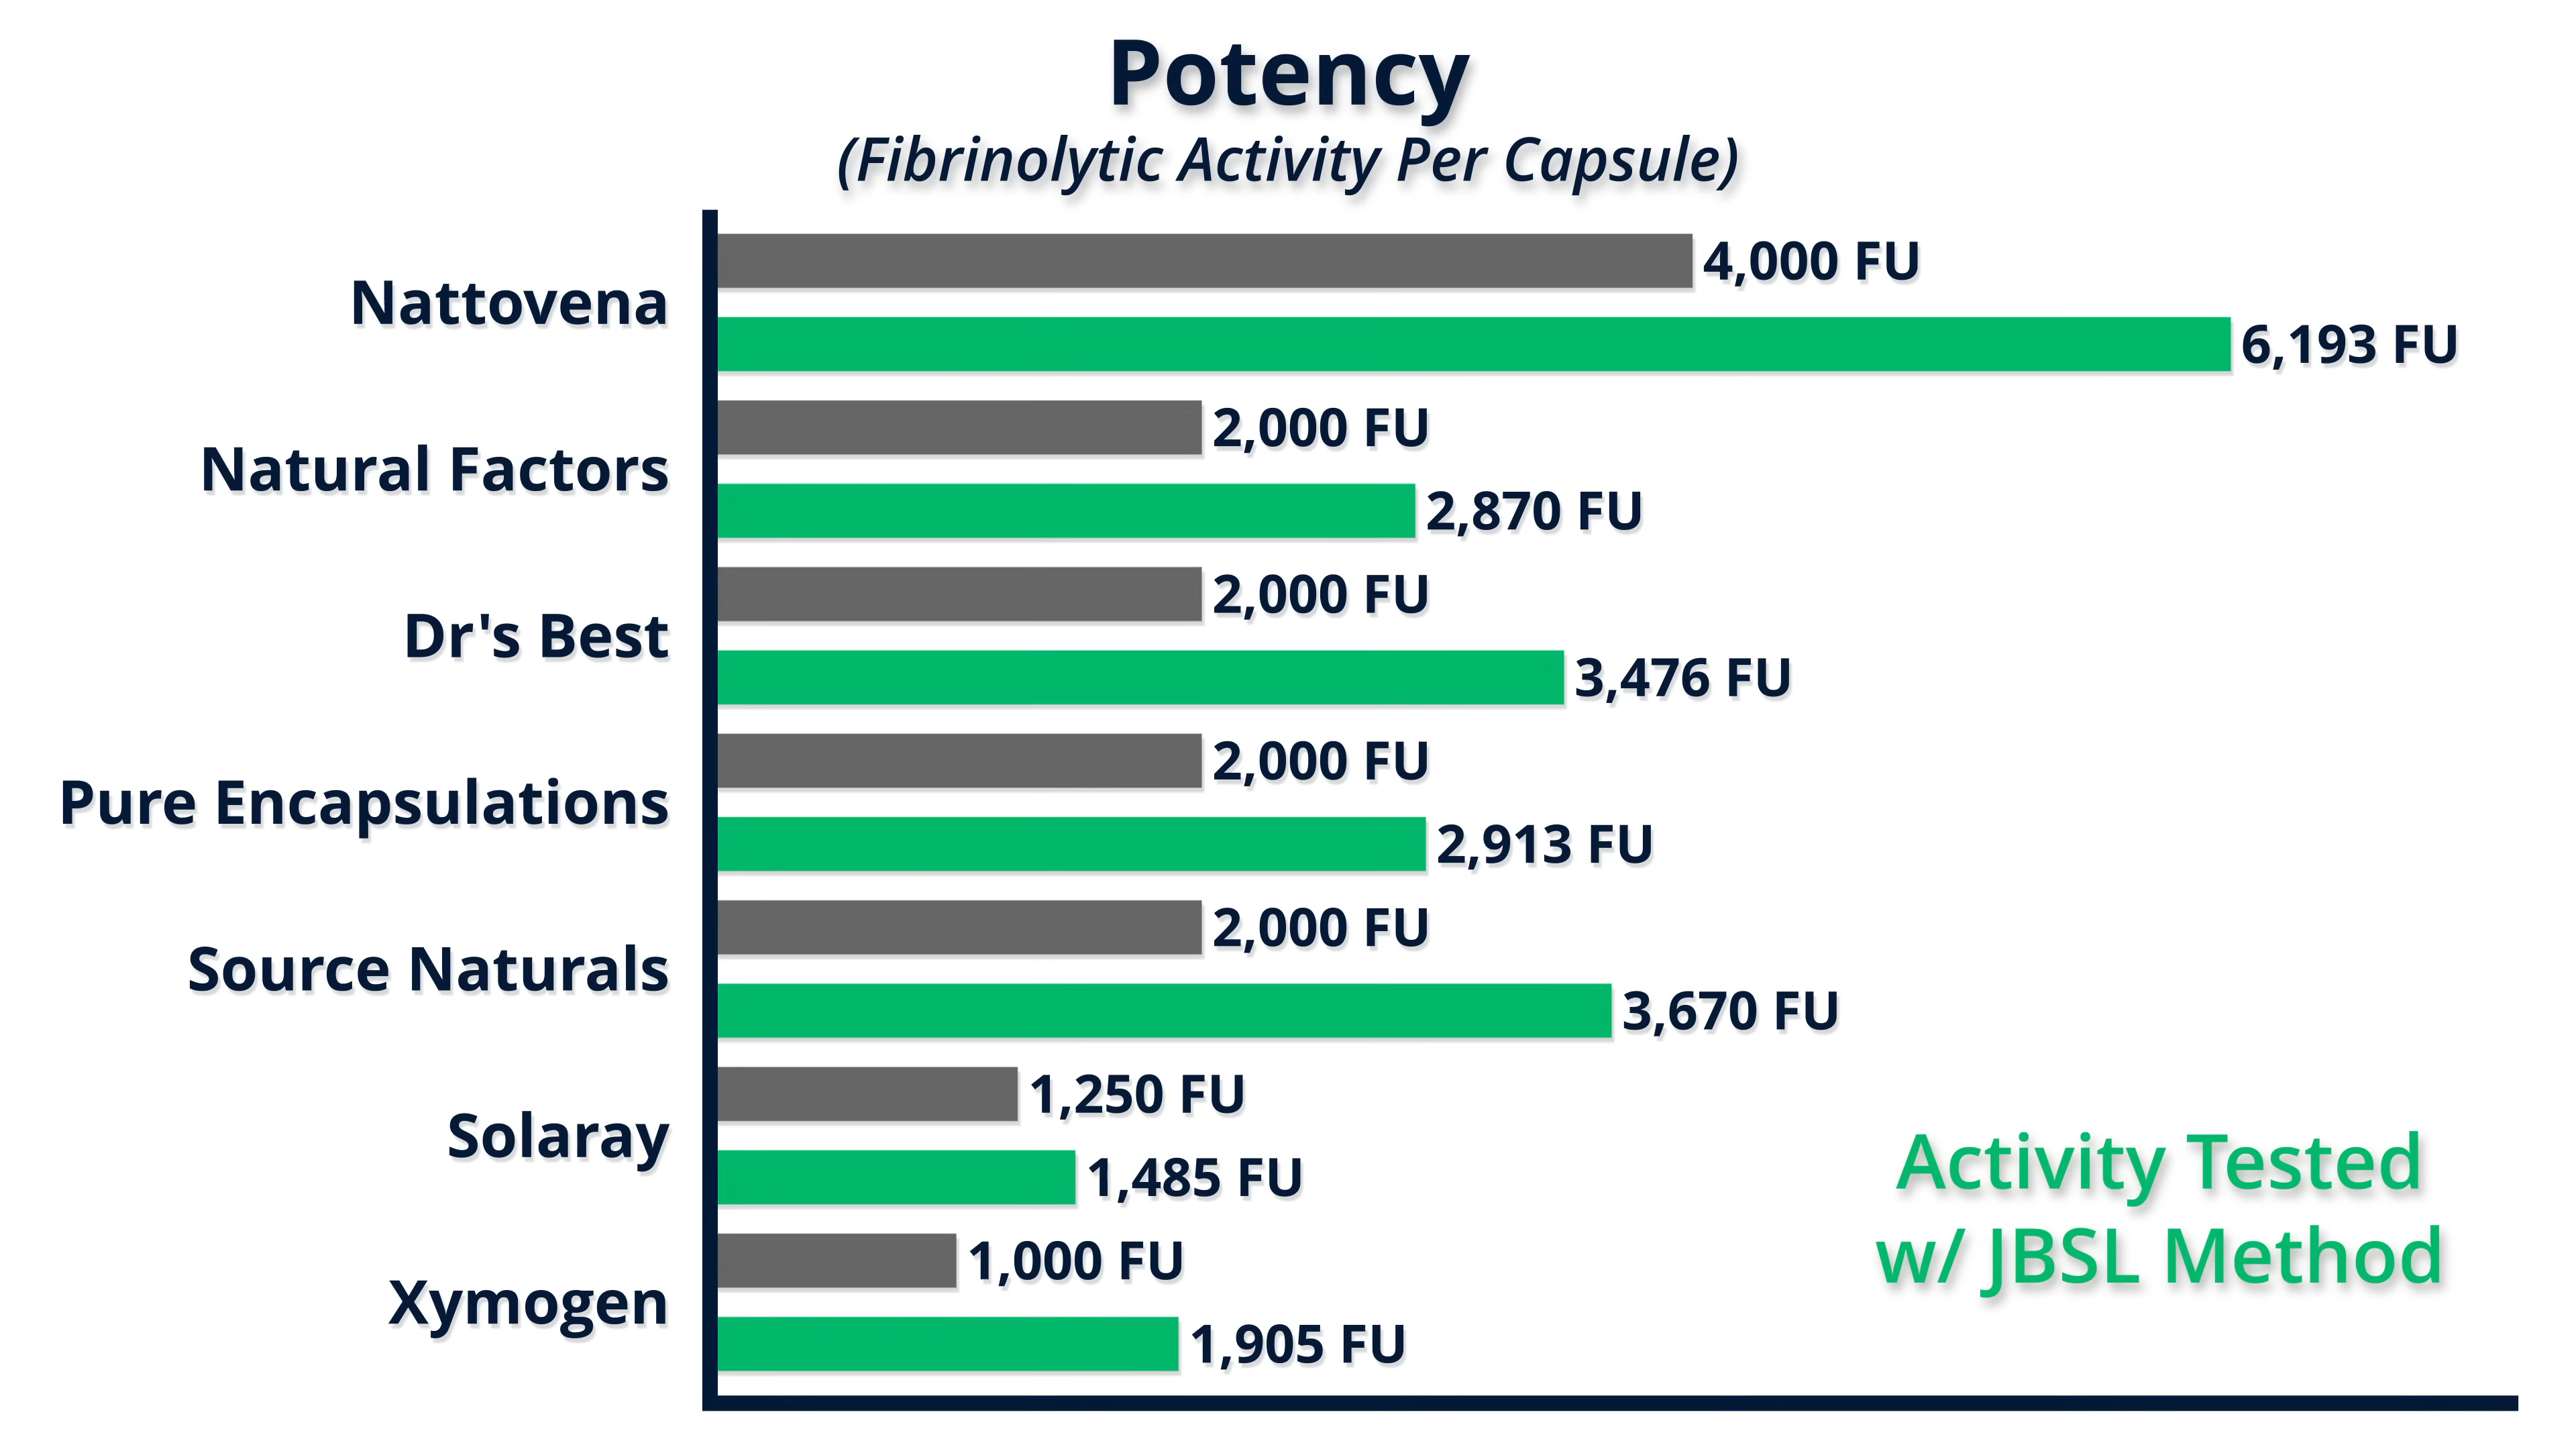 Potency
(Fibrinolytic Activity Per Capsule)
Nattovena
4,000 FU
6,193 FU
Natural Factors
2,000 FU
2,870 FU
Dr's Best
2,000 FU
3,476 FU
Pure Encapsulations
2,000 FU
2,913 FU
Source Naturals
2,000 FU
3,670 FU
Solaray
1,250 FU
1,485 FU
Xymogen
1,000 FU
1,905 FU
Activity Tested
w/ JBSL Method